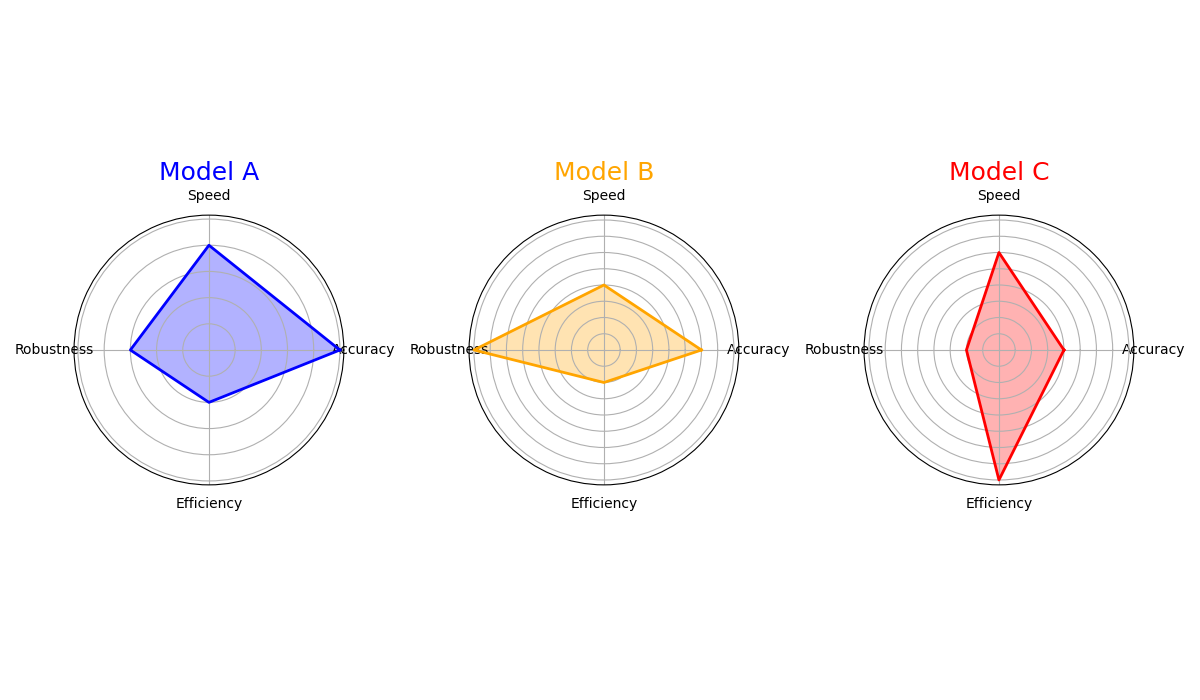 Model A
Speed
Accuracy
Robustness
Efficiency
Model B
Speed
Accuracy
Robustness
Efficiency
Model C
Speed
Accuracy
Robustness
Efficiency